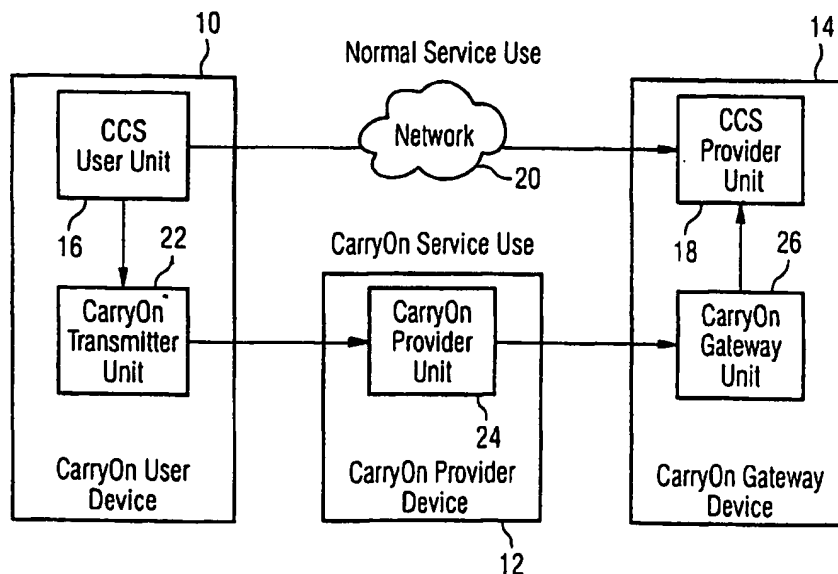 10
Normal Service Use
14
CCS
User Unit
Network
CCS
Provider
Unit
16
20
18
22
CarryOn Service Use
26
CarryOn
Transmitter
Unit
CarryOn
Provider
Unit
CarryOn
Gateway
Unit
24
CarryOn User
Device
CarryOn Provider
Device
CarryOn Gateway
Device
12